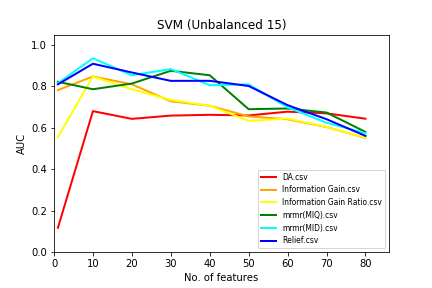 SVM (Unbalanced 15)
1.0
0.8
0.6
0.4
0.2
0.0
AUC
0 10 20 30 40 50 60 70 80
No. of features
DA.csv
Information Gain.csv
Information Gain Ratio.csv
mrmr(MIQ).csv
mrmr(MID).csv
Relief.csv